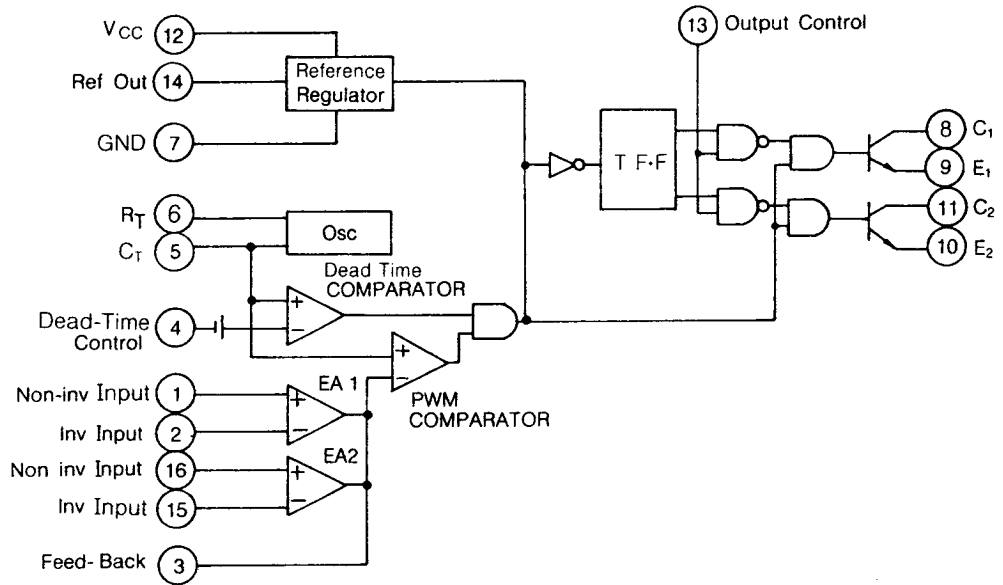 VCC 12
Ref Out 14
GND 7
Reference
Regulator
13 Output Control
T F·F
8 C1
9 E1
11 C2
10 E2
RT 6
CT 5
Osc
Dead Time
COMPARATOR
Dead-Time
Control
4
+
−
+
−
PWM
COMPARATOR
Non-inv Input 1
Inv Input 2
EA 1
+
−
Non inv Input 16
Inv Input 15
EA2
+
−
Feed-Back 3